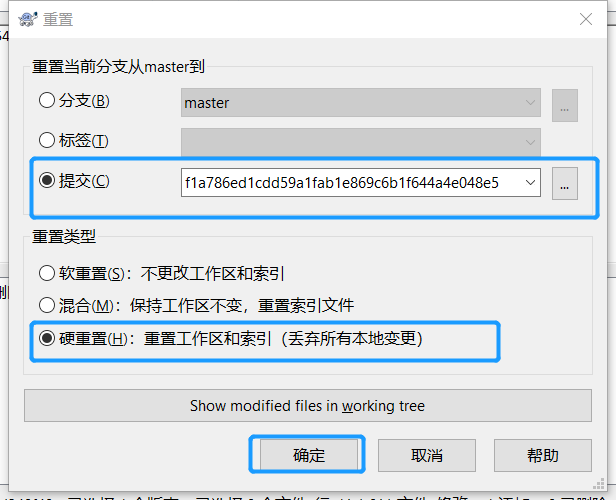 重置
重置当前分支从master到
分支(B)
master
...
标签(T)
提交(C)
f1a786ed1cdd59a1fab1e869c6b1f644a4e048e5
...
重置类型
软重置(S)：不更改工作区和索引
混合(M)：保持工作区不变，重置索引文件
硬重置(H)：重置工作区和索引（丢弃所有本地变更）
Show modified files in working tree
确定
取消
帮助